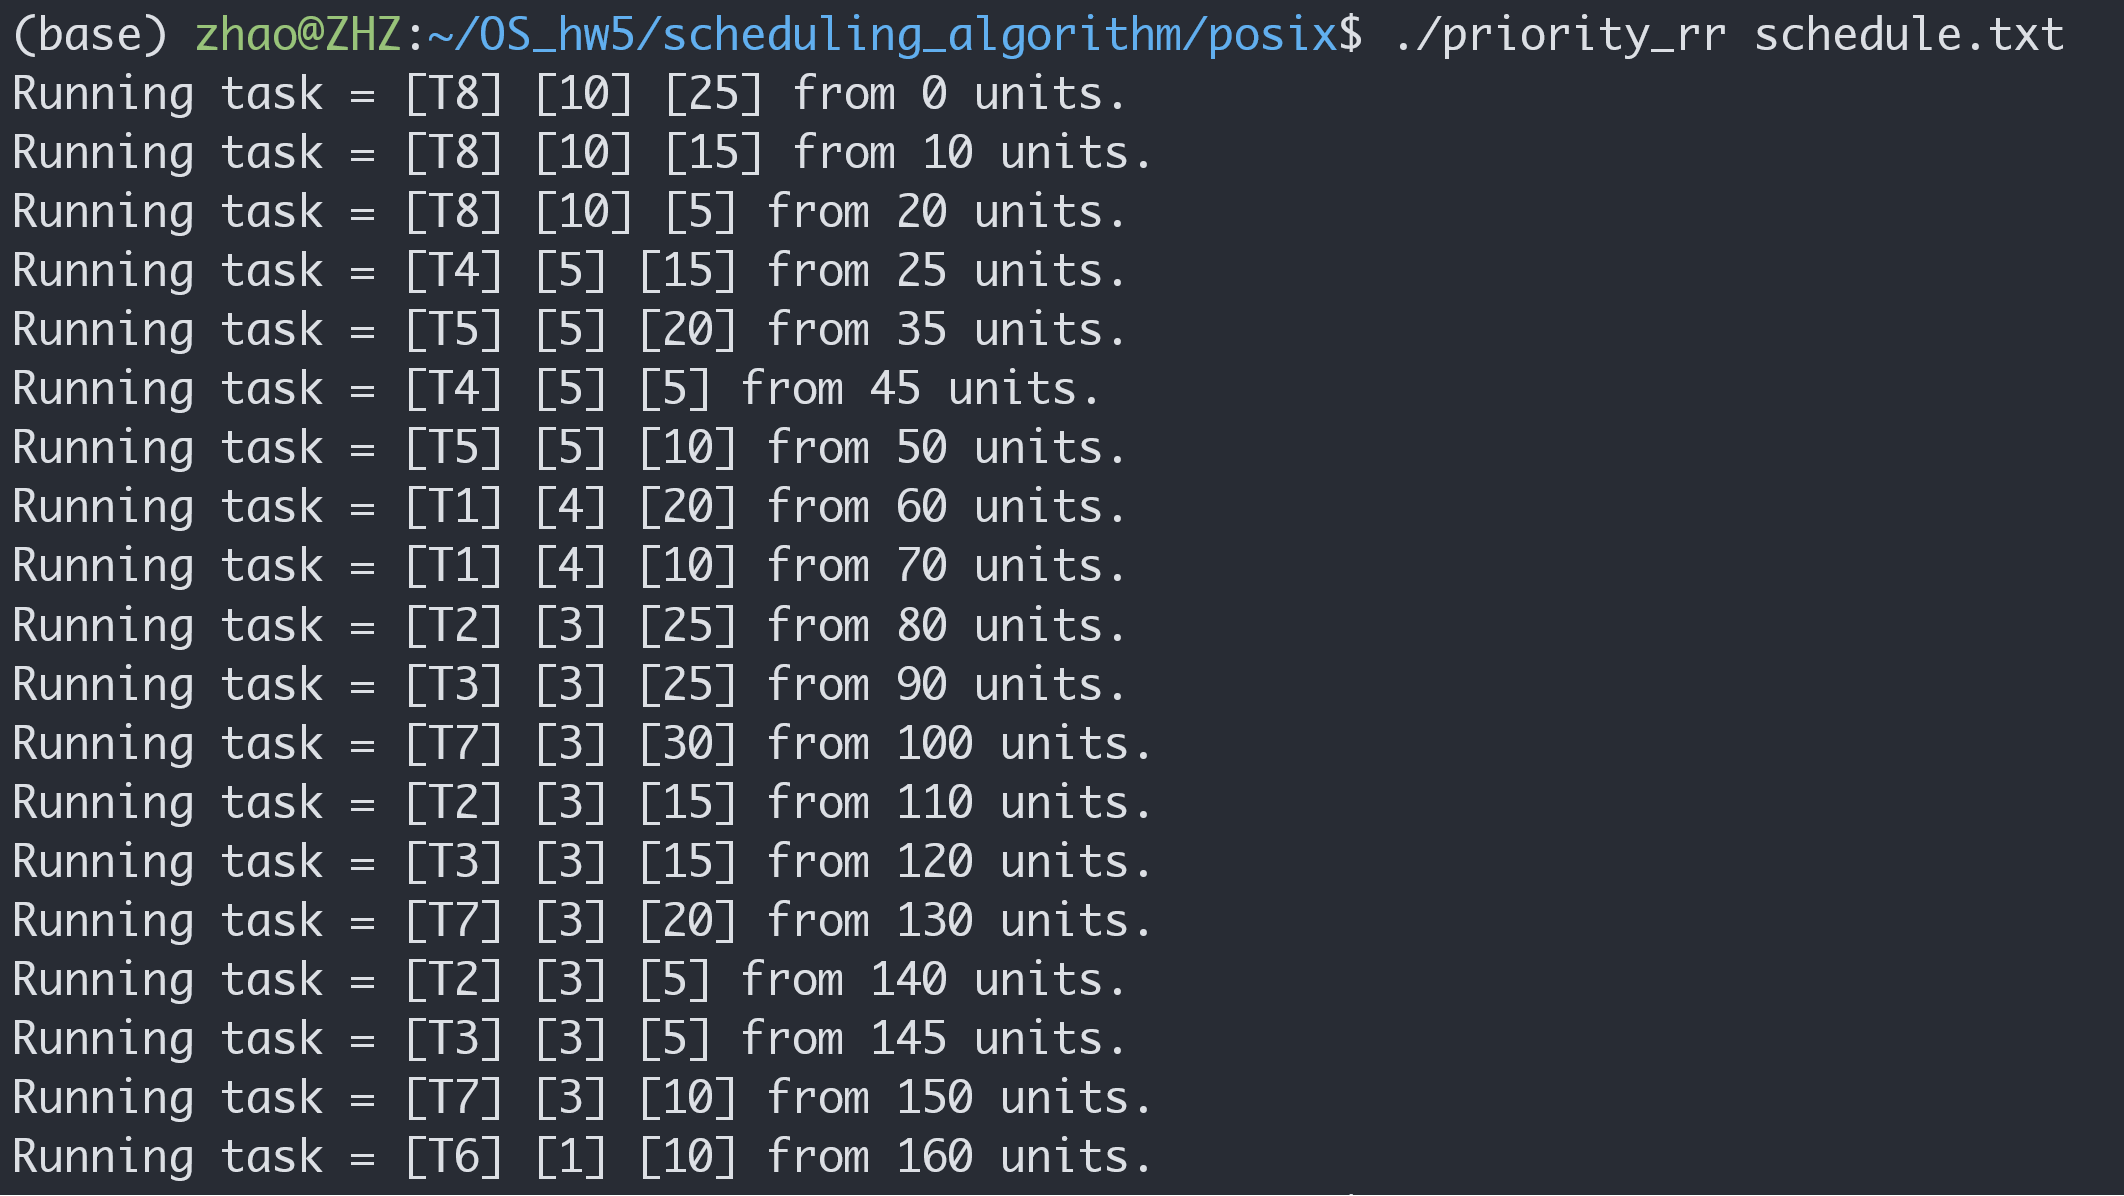 (base) zhao@ZHZ:~/OS_hw5/scheduling_algorithm/posix$ ./priority_rr schedule.txt
Running task = [T8] [10] [25] from 0 units.
Running task = [T8] [10] [15] from 10 units.
Running task = [T8] [10] [5] from 20 units.
Running task = [T4] [5] [15] from 25 units.
Running task = [T5] [5] [20] from 35 units.
Running task = [T4] [5] [5] from 45 units.
Running task = [T5] [5] [10] from 50 units.
Running task = [T1] [4] [20] from 60 units.
Running task = [T1] [4] [10] from 70 units.
Running task = [T2] [3] [25] from 80 units.
Running task = [T3] [3] [25] from 90 units.
Running task = [T7] [3] [30] from 100 units.
Running task = [T2] [3] [15] from 110 units.
Running task = [T3] [3] [15] from 120 units.
Running task = [T7] [3] [20] from 130 units.
Running task = [T2] [3] [5] from 140 units.
Running task = [T3] [3] [5] from 145 units.
Running task = [T7] [3] [10] from 150 units.
Running task = [T6] [1] [10] from 160 units.